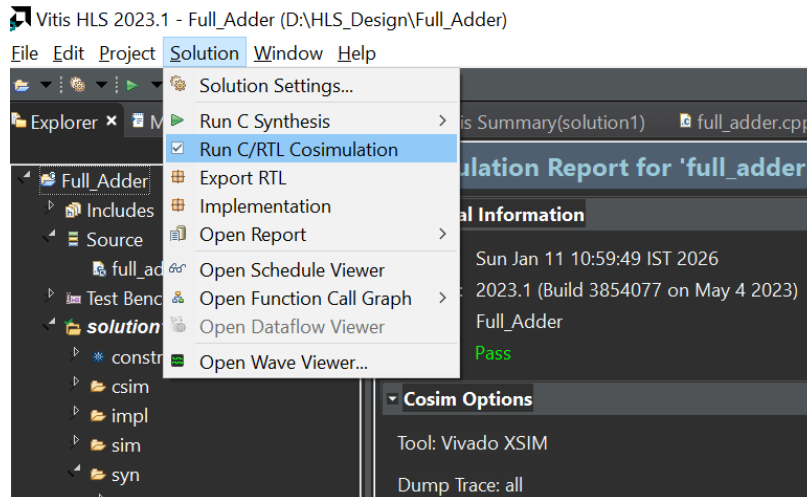 Vitis HLS 2023.1 - Full_Adder (D:\HLS_Design\Full_Adder)
File Edit Project Solution Window Help
Explorer M is Summary(solution1) full_adder.cpp
Solution Settings...
Run C Synthesis
Run C/RTL Cosimulation
Export RTL
Implementation
Open Report
Open Schedule Viewer
Open Function Call Graph
Open Dataflow Viewer
Open Wave Viewer...
Full_Adder
Includes
Source
full_ad
Test Benc
solution
constr
csim
impl
sim
syn
ulation Report for 'full_adder
al Information
Sun Jan 11 10:59:49 IST 2026
: 2023.1 (Build 3854077 on May 4 2023)
Full_Adder
Pass
Cosim Options
Tool: Vivado XSIM
Dump Trace: all